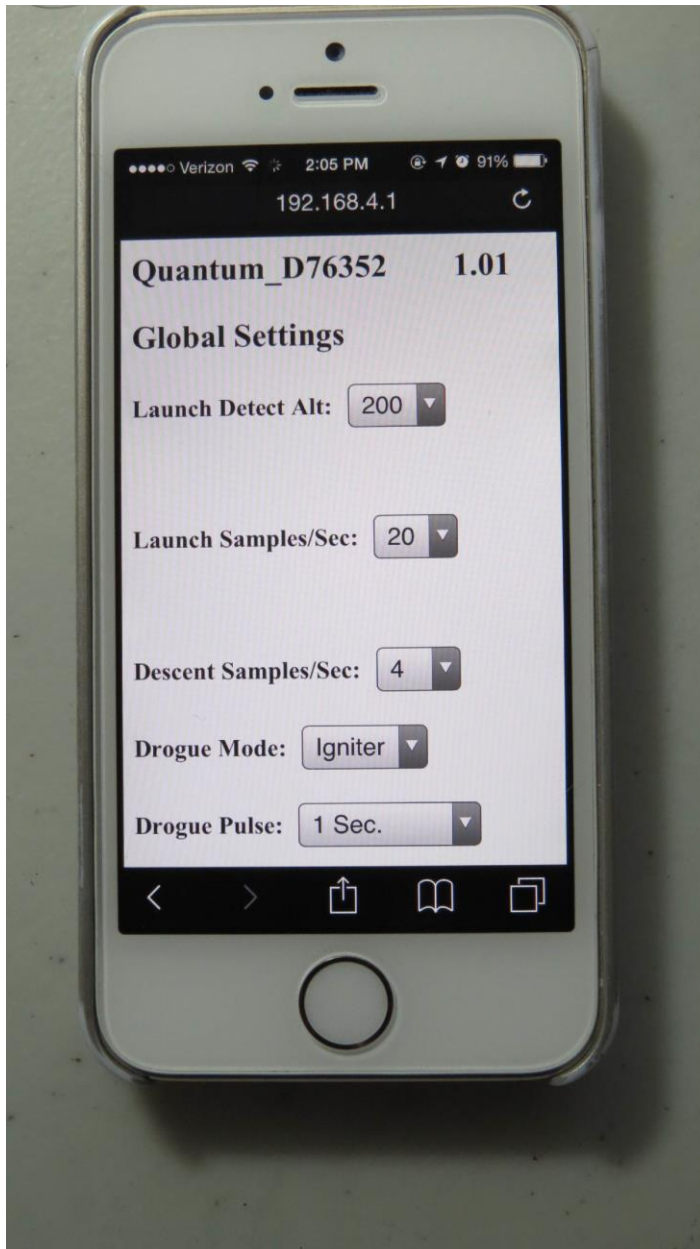 Verizon 2:05 PM 91%
192.168.4.1
Quantum_D76352 1.01
Global Settings
Launch Detect Alt: 200
Launch Samples/Sec: 20
Descent Samples/Sec: 4
Drogue Mode: Igniter
Drogue Pulse: 1 Sec.